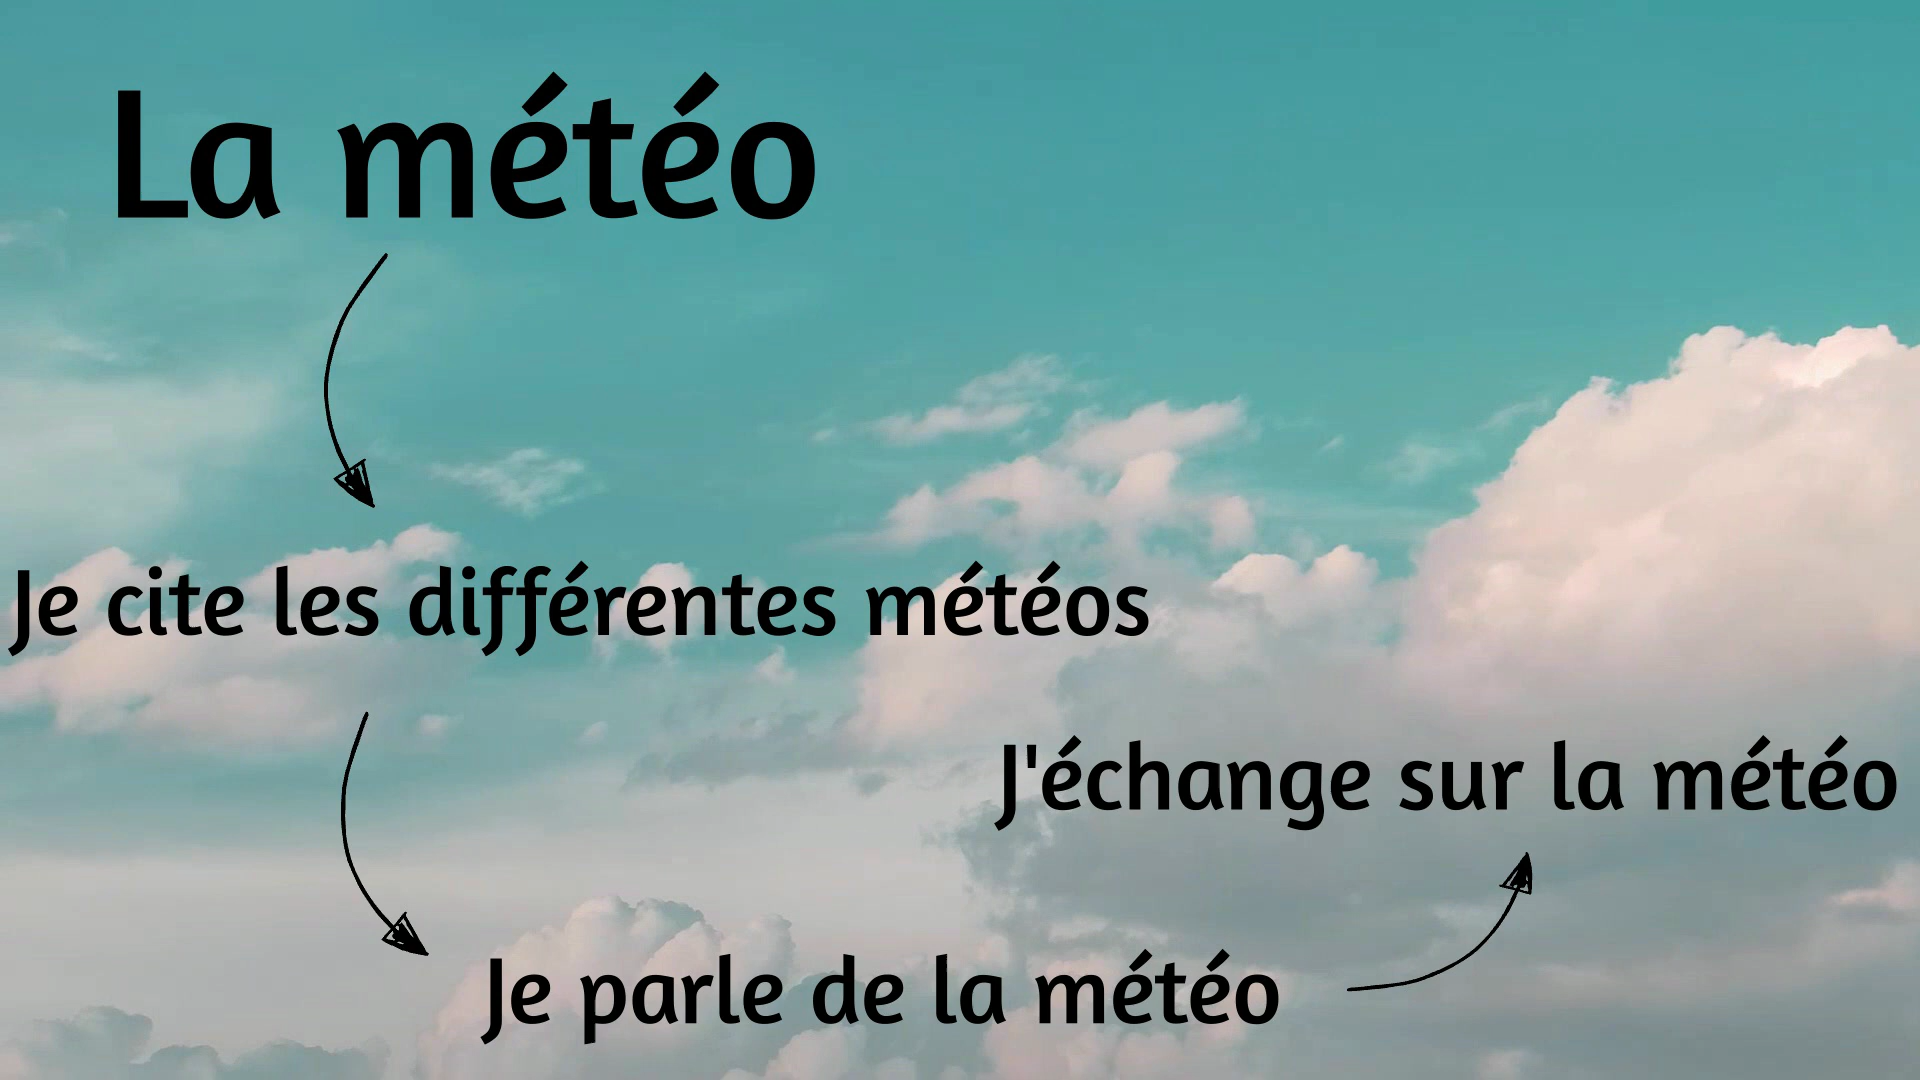 La météo
Je cite les différentes météos
Je parle de la météo
J'échange sur la météo